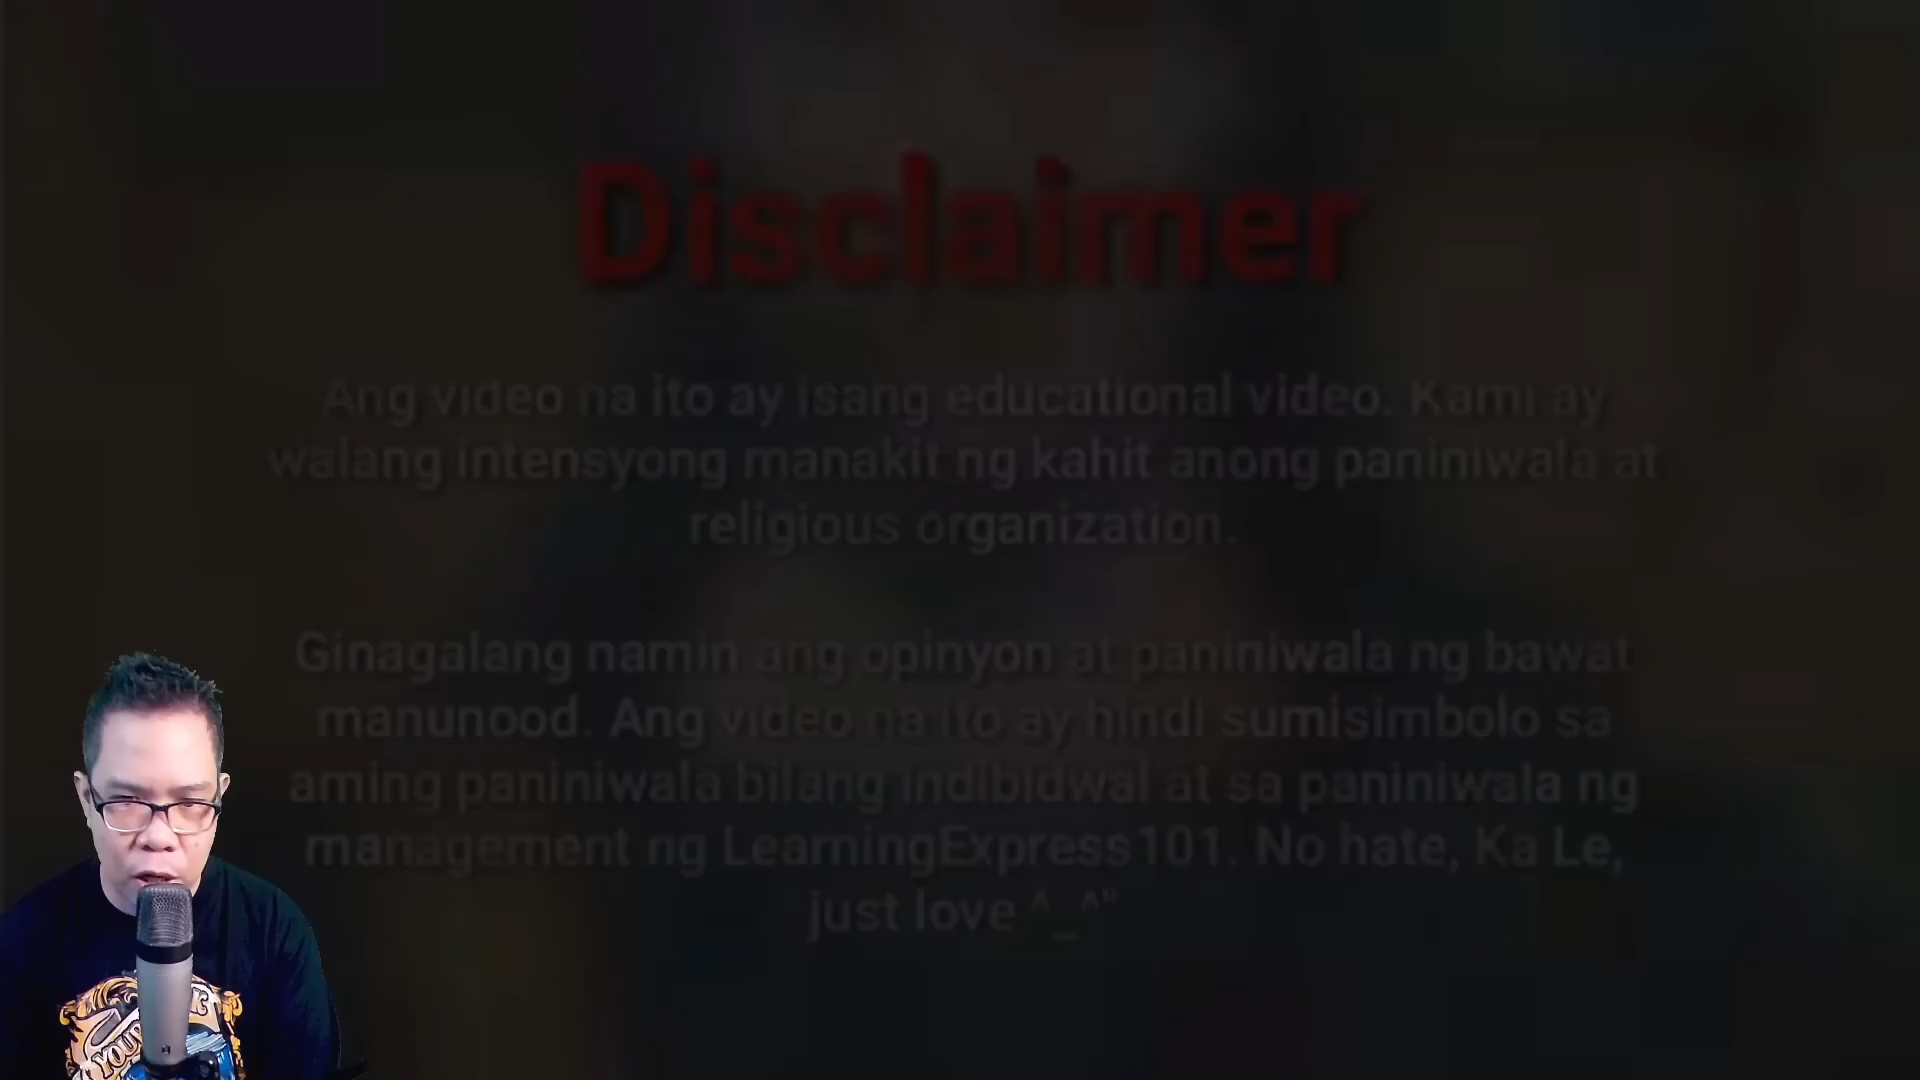 Disclaimer
Ang video na ito ay isang educational video. Kami ay
walang intensyong manakit ng kahit anong paniniwala at
religious organization.
Ginagalang namin ang opinyon at paniniwala ng bawat
manunood. Ang video na ito ay hindi sumisimbolo sa
aming paniniwala bilang indibidwal at sa paniniwala ng
management ng LearningExpress101. No hate, Ka Le,
just love ^_^"
YOUR